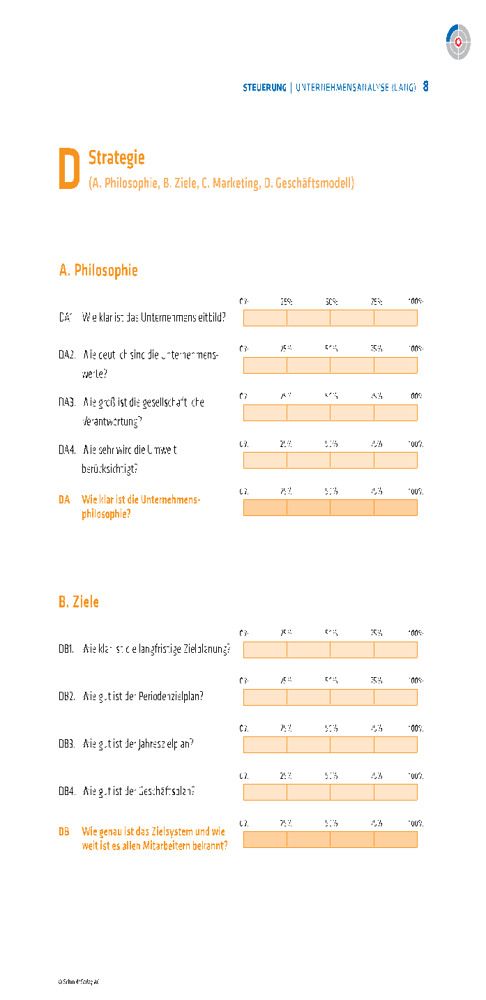 STEUERUNG | UNTERNEHMENSANALYSE (LANG) 8
D Strategie
(A. Philosophie, B. Ziele, C. Marketing, D. Geschäftsmodell)
A. Philosophie
0% 25% 50% 75% 100%
DA1 Wie klar ist das Unternehmensleitbild?
0% 25% 50% 75% 100%
DA2. Wie deutlich sind die Unternehmens-
werte?
0% 25% 50% 75% 100%
DA3. Wie groß ist die gesellschaftliche
Verantwortung?
0% 25% 50% 75% 100%
DA4. Wie sehr wird die Umwelt
berücksichtigt?
0% 25% 50% 75% 100%
DA Wie klar ist die Unternehmens-
philosophie?
B. Ziele
0% 25% 50% 75% 100%
DB1. Wie klar ist die langfristige Zielplanung?
0% 25% 50% 75% 100%
DB2. Wie gut ist der Periodenzielplan?
0% 25% 50% 75% 100%
DB3. Wie gut ist der Jahreszielplan?
0% 25% 50% 75% 100%
DB4. Wie gut ist der Geschäftsplan?
0% 25% 50% 75% 100%
DB Wie genau ist das Zielsystem und wie
weit ist es allen Mitarbeitern bekannt?
© Schmidt AG